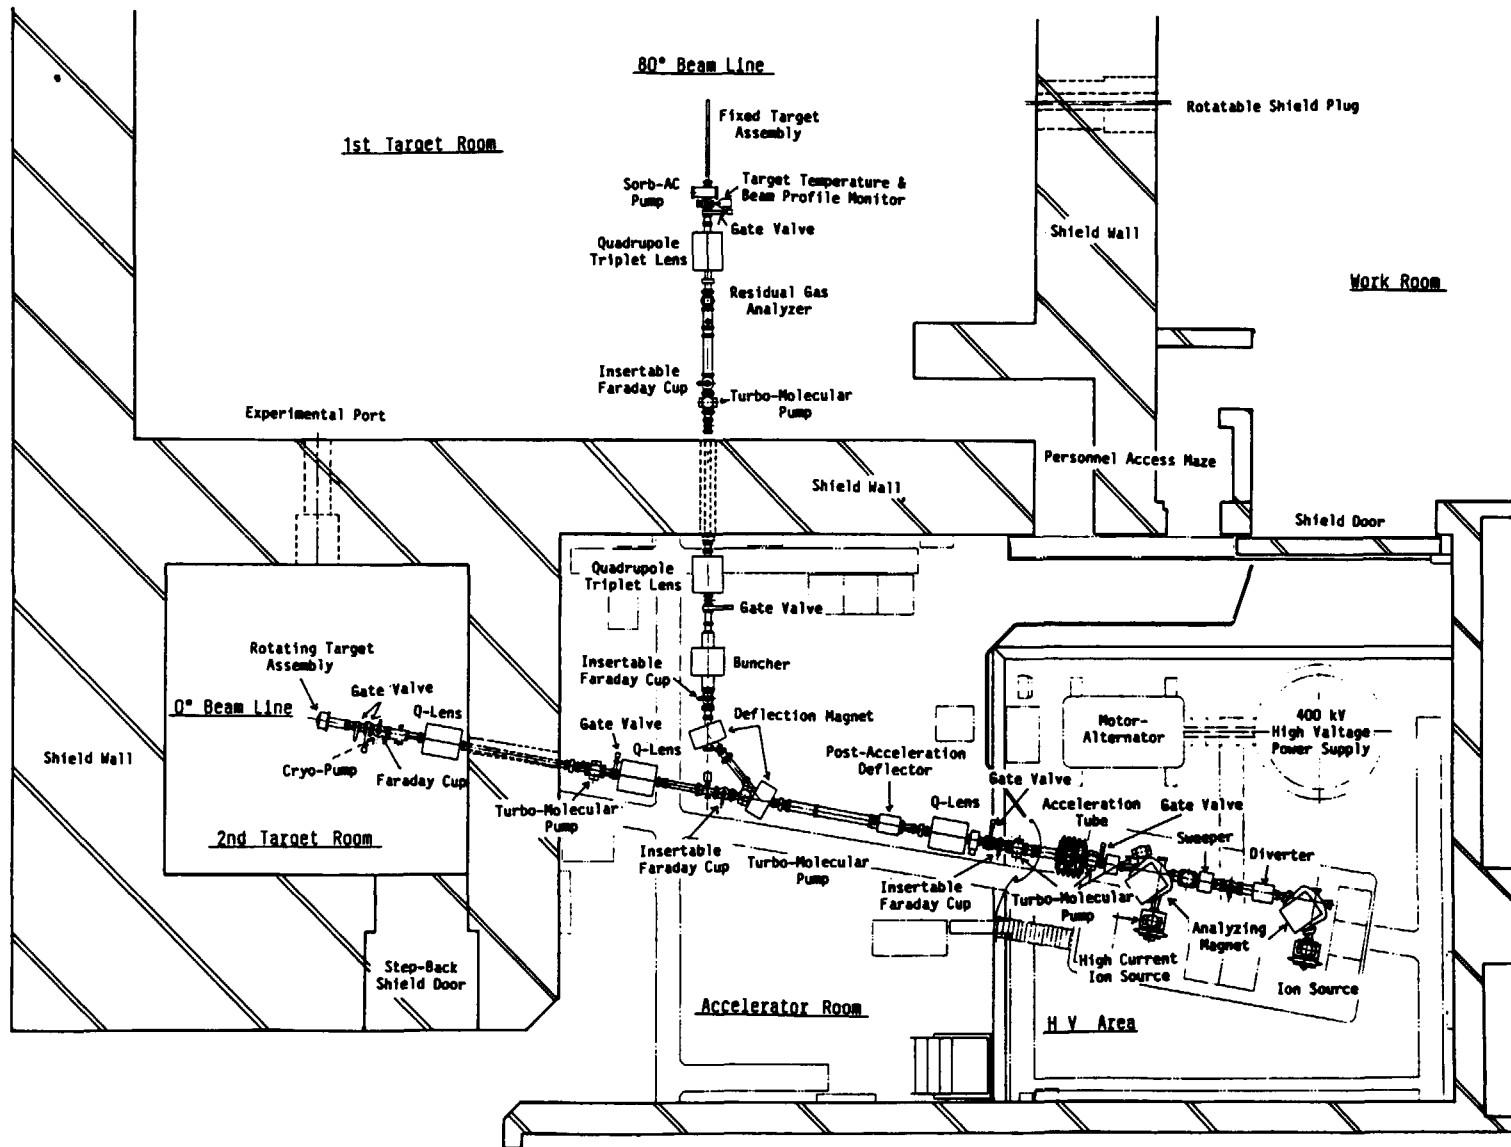 80° Beam Line
Fixed Target
Assembly
Rotatable Shield Plug
1st Target Room
Sorb-AC
Pump
Target Temperature &
Beam Profile Monitor
Gate Valve
Shield Wall
Quadrupole
Triplet Lens
Work Room
Residual Gas
Analyzer
Insertable
Faraday Cup
Turbo-Molecular
Pump
Experimental Port
Personnel Access Maze
Shield Wall
Shield Door
Quadrupole
Triplet Lens
Gate Valve
Rotating Target
Assembly
Insertable
Faraday Cup
Buncher
Gate Valve
0° Beam Line
Q-Lens
Gate Valve
Deflection Magnet
Motor-
Alternator
400 kV
High Valtage
Power Supply
Shield Wall
Cryo-Pump
Faraday Cup
Q-Lens
Post-Acceleration
Deflector
Gate Valve
Q-Lens
Acceleration
Tube
Gate Valve
Sweeper
Diverter
Turbo-Molecular
Pump
2nd Target Room
Insertable
Faraday Cup
Turbo-Molecular
Pump
Insertable
Faraday Cup
Turbo-Molecular
Pump
Analyzing
Magnet
High Current
Ion Source
Ion Source
Step-Back
Shield Door
Accelerator Room
H V Area